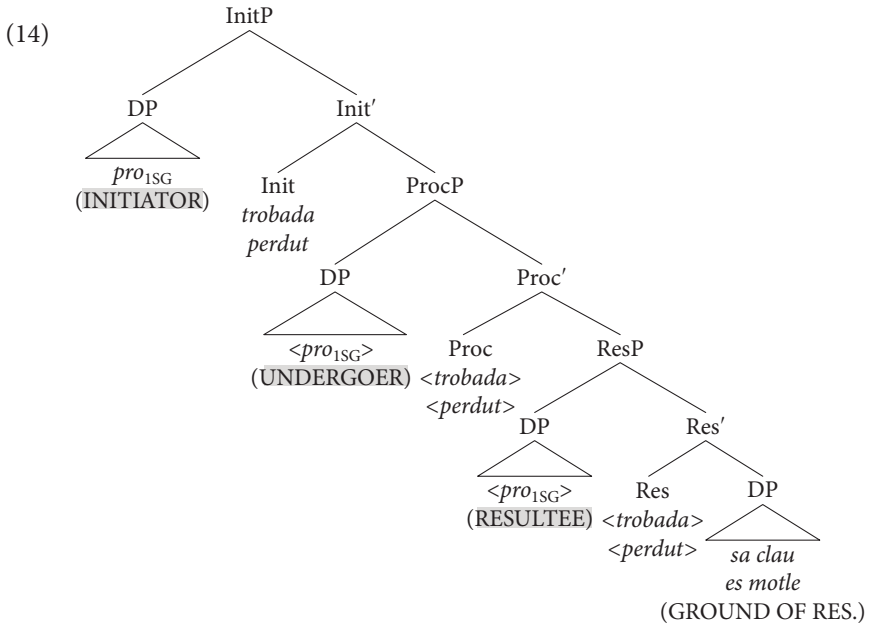 (14)
InitP
DP Init′
pro1SG
(INITIATOR)
Init ProcP
trobada
perdut
DP Proc′
<pro1SG>
(UNDERGOER)
Proc ResP
<trobada>
<perdut>
DP Res′
<pro1SG>
(RESULTEE)
Res DP
<trobada>
<perdut>
sa clau
es motle
(GROUND OF RES.)